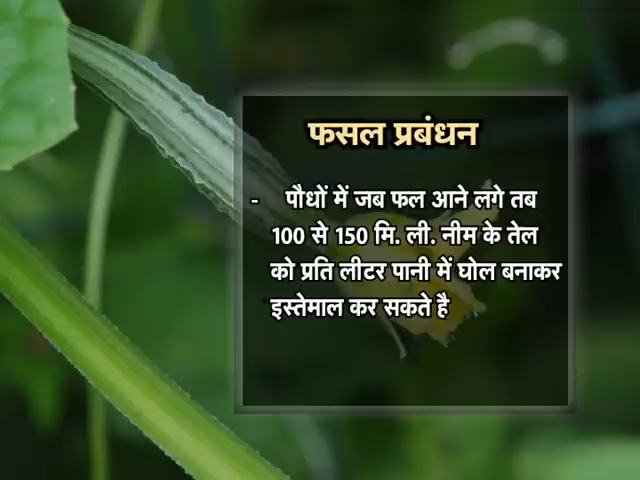 फसल प्रबंधन
- पौधों में जब फल आने लगे तब
100 से 150 मि. ली. नीम के तेल
को प्रति लीटर पानी में घोल बनाकर
इस्तेमाल कर सकते है